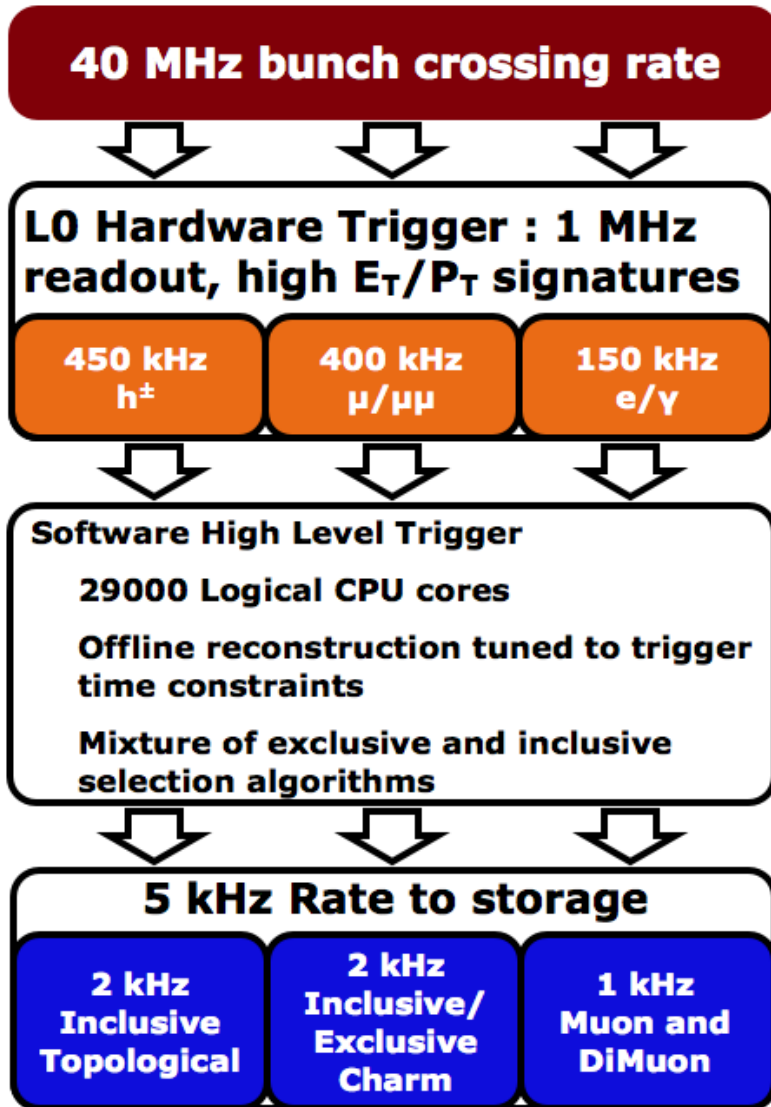 40 MHz bunch crossing rate
L0 Hardware Trigger : 1 MHz
readout, high E_T/P_T signatures
450 kHz
h±
400 kHz
μ/μμ
150 kHz
e/γ
Software High Level Trigger
29000 Logical CPU cores
Offline reconstruction tuned to trigger
time constraints
Mixture of exclusive and inclusive
selection algorithms
5 kHz Rate to storage
2 kHz
Inclusive
Topological
2 kHz
Inclusive/
Exclusive
Charm
1 kHz
Muon and
DiMuon